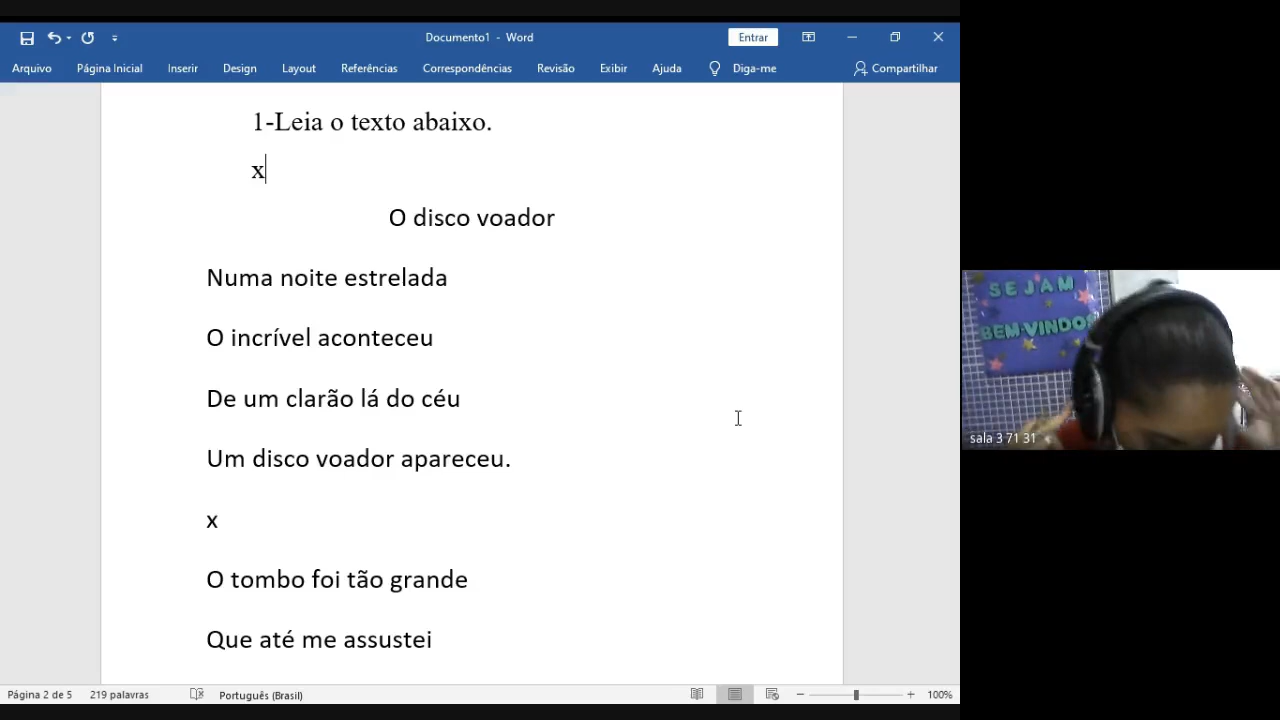 Documento1 - Word
Entrar
Arquivo Página Inicial Inserir Design Layout Referências Correspondências Revisão Exibir Ajuda Diga-me Compartilhar
1-Leia o texto abaixo.
x
O disco voador
Numa noite estrelada
O incrível aconteceu
De um clarão lá do céu
Um disco voador apareceu.
x
O tombo foi tão grande
Que até me assustei
SEJAM
BEM-VINDOS
sala 3 71 31
Página 2 de 5 219 palavras Português (Brasil) 100%